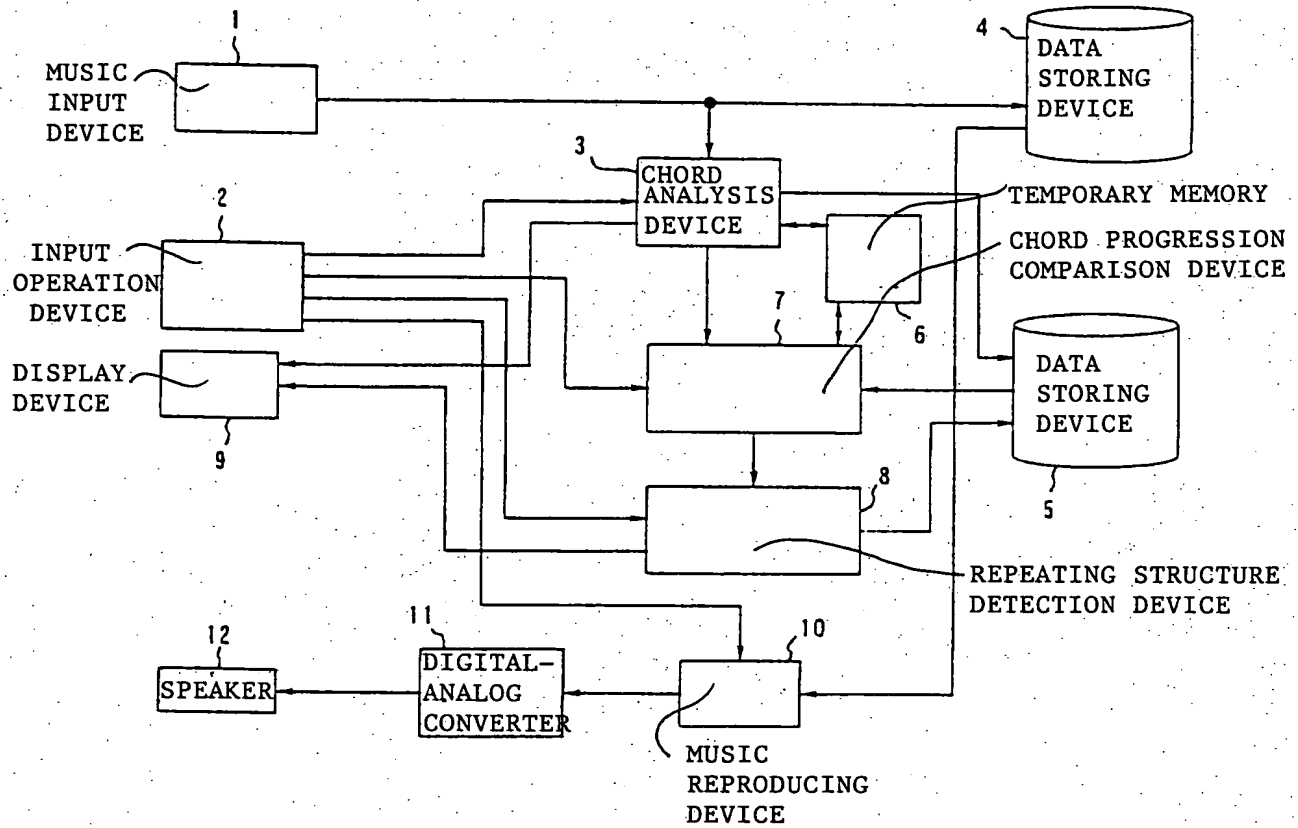 1
MUSIC
INPUT
DEVICE
4
DATA
STORING
DEVICE
3
CHORD
ANALYSIS
DEVICE
TEMPORARY MEMORY
2
INPUT
OPERATION
DEVICE
CHORD PROGRESSION
COMPARISON DEVICE
6
7
DISPLAY
DEVICE
9
DATA
STORING
DEVICE
5
8
REPEATING STRUCTURE
DETECTION DEVICE
12
SPEAKER
11
DIGITAL-
ANALOG
CONVERTER
10
MUSIC
REPRODUCING
DEVICE